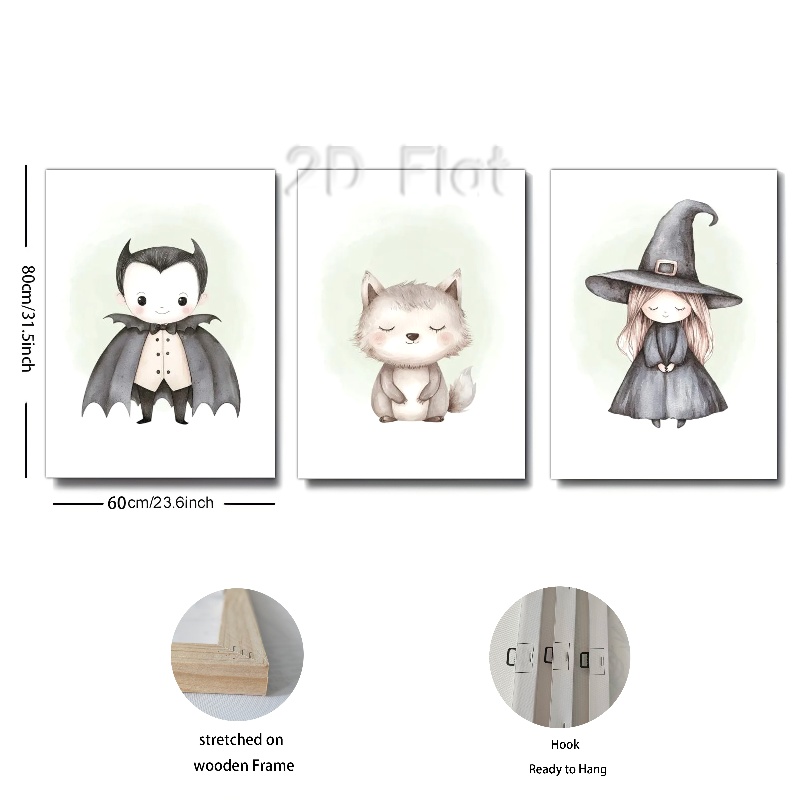 2D Flat
80cm/31.5inch
60cm/23.6inch
stretched on
wooden Frame
Hook
Ready to Hang